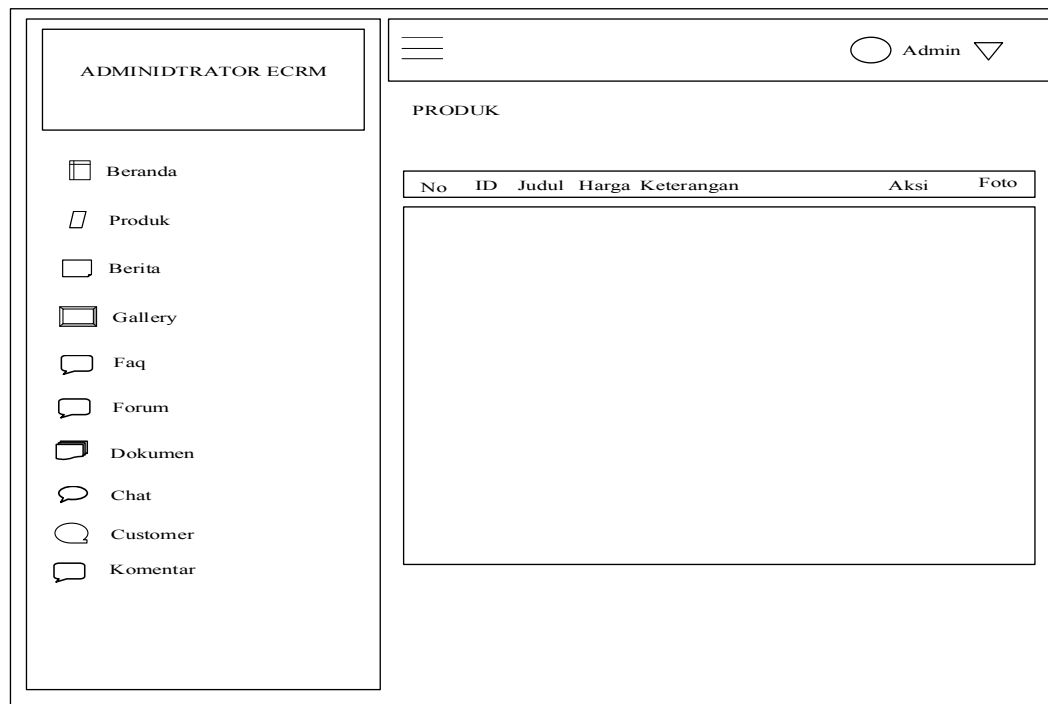 ADMINIDTRATOR ECRM
Beranda
Produk
Berita
Gallery
Faq
Forum
Dokumen
Chat
Customer
Komentar
Admin
PRODUK
No ID Judul Harga Keterangan Aksi Foto